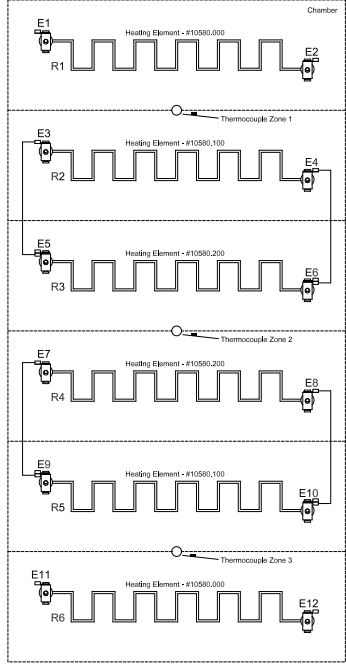 Chamber
E1
Heating Element - #10580.000
E2
R1
Thermocouple Zone 1
E3
Heating Element - #10580.100
E4
R2
E5
Heating Element - #10580.200
E6
R3
Thermocouple Zone 2
E7
Heating Element - #10580.200
E8
R4
E9
Heating Element - #10580.100
E10
R5
Thermocouple Zone 3
E11
Heating Element - #10580.000
E12
R6